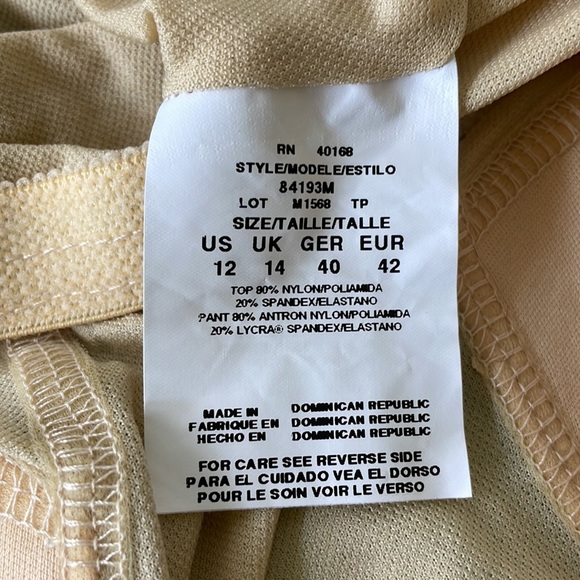 RN 40168
STYLE/MODELE/ESTILO
84193M
LOT M1568 TP
SIZE/TAILLE/TALLE
US UK GER EUR
12 14 40 42
TOP 80% NYLON/POLIAMIDA
20% SPANDEX/ELASTANO
PANT 80% ANTRON NYLON/POLIAMIDA
20% LYCRA® SPANDEX/ELASTANO
MADE IN DOMINICAN REPUBLIC
FABRIQUE EN DOMINICAN REPUBLIC
HECHO EN DOMINICAN REPUBLIC
FOR CARE SEE REVERSE SIDE
PARA EL CUIDADO VEA EL DORSO
POUR LE SOIN VOIR LE VERSO